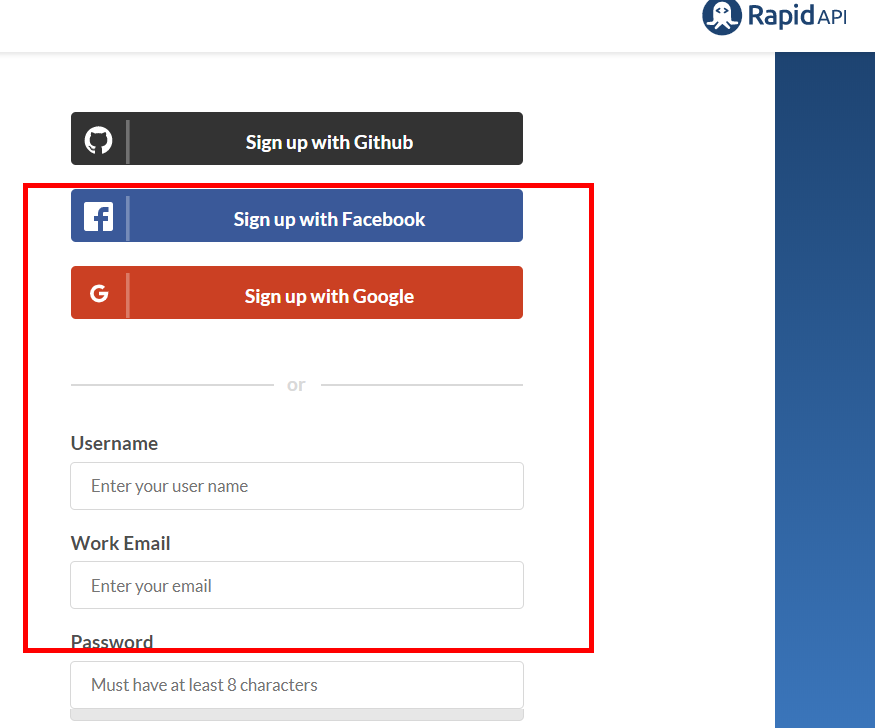 Rapid API
Sign up with Github
Sign up with Facebook
Sign up with Google
or
Username
Enter your user name
Work Email
Enter your email
Password
Must have at least 8 characters